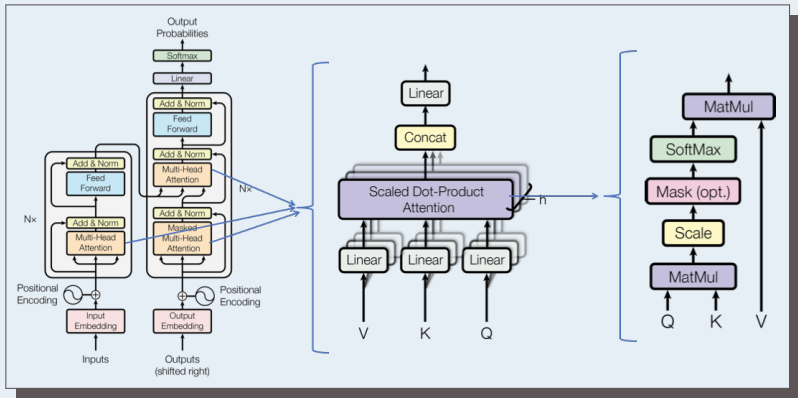 Output
Probabilities
Softmax
Linear
Add & Norm
Feed
Forward
Add & Norm
Multi-Head
Attention
Add & Norm
Masked
Multi-Head
Attention
Nx
Add & Norm
Feed
Forward
Add & Norm
Multi-Head
Attention
Nx
Positional
Encoding
Positional
Encoding
Input
Embedding
Output
Embedding
Inputs
Outputs
(shifted right)
Linear
Concat
Scaled Dot-Product
Attention
h
Linear
Linear
Linear
V
K
Q
MatMul
SoftMax
Mask (opt.)
Scale
MatMul
Q
K
V